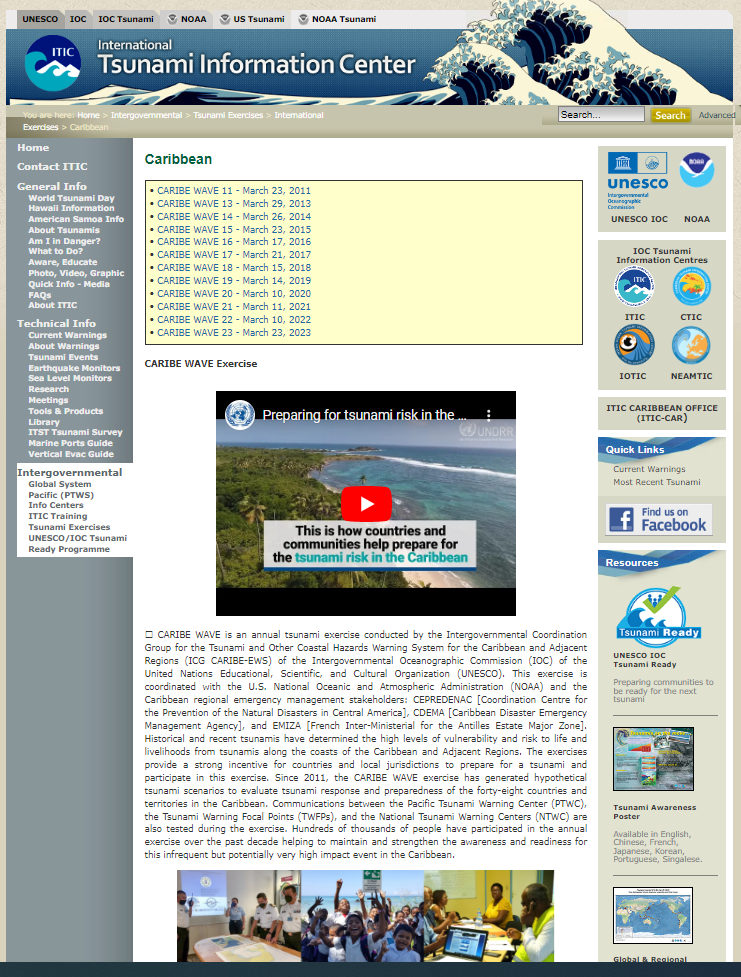 UNESCO IOC IOC Tsunami NOAA US Tsunami NOAA Tsunami
ITIC
International
Tsunami Information Center
You are here: Home > Intergovernmental > Tsunami Exercises > International
Exercises > Caribbean
Search... Search Advanced
Home
Contact ITIC
General Info
World Tsunami Day
Hawaii Information
American Samoa Info
About Tsunamis
Am I in Danger?
What to Do?
Aware, Educate
Photo, Video, Graphic
Quick Info - Media
FAQs
About ITIC
Technical Info
Current Warnings
About Warnings
Tsunami Events
Earthquake Monitors
Sea Level Monitors
Research
Meetings
Tools & Products
Library
ITST Tsunami Survey
Marine Ports Guide
Vertical Evac Guide
Intergovernmental
Global System
Pacific (PTWS)
Info Centers
ITIC Training
Tsunami Exercises
UNESCO/IOC Tsunami
Ready Programme
Caribbean
• CARIBE WAVE 11 - March 23, 2011
• CARIBE WAVE 13 - March 29, 2013
• CARIBE WAVE 14 - March 26, 2014
• CARIBE WAVE 15 - March 23, 2015
• CARIBE WAVE 16 - March 17, 2016
• CARIBE WAVE 17 - March 21, 2017
• CARIBE WAVE 18 - March 15, 2018
• CARIBE WAVE 19 - March 14, 2019
• CARIBE WAVE 20 - March 10, 2020
• CARIBE WAVE 21 - March 11, 2021
• CARIBE WAVE 22 - March 10, 2022
• CARIBE WAVE 23 - March 23, 2023
CARIBE WAVE Exercise
Preparing for tsunami risk in the ...
UNDRR
This is how countries and
communities help prepare for
the tsunami risk in the Caribbean
CARIBE WAVE is an annual tsunami exercise conducted by the Intergovernmental Coordination
Group for the Tsunami and Other Coastal Hazards Warning System for the Caribbean and Adjacent
Regions (ICG CARIBE-EWS) of the Intergovernmental Oceanographic Commission (IOC) of the
United Nations Educational, Scientific, and Cultural Organization (UNESCO). This exercise is
coordinated with the U.S. National Oceanic and Atmospheric Administration (NOAA) and the
Caribbean regional emergency management stakeholders: CEPREDENAC [Coordination Centre for
the Prevention of the Natural Disasters in Central America], CDEMA [Caribbean Disaster Emergency
Management Agency], and EMIZA [French Inter-Ministerial for the Antilles Estate Major Zone].
Historical and recent tsunamis have determined the high levels of vulnerability and risk to life and
livelihoods from tsunamis along the coasts of the Caribbean and Adjacent Regions. The exercises
provide a strong incentive for countries and local jurisdictions to prepare for a tsunami and
participate in this exercise. Since 2011, the CARIBE WAVE exercise has generated hypothetical
tsunami scenarios to evaluate tsunami response and preparedness of the forty-eight countries and
territories in the Caribbean. Communications between the Pacific Tsunami Warning Center (PTWC),
the Tsunami Warning Focal Points (TWFPs), and the National Tsunami Warning Centers (NTWC) are
also tested during the exercise. Hundreds of thousands of people have participated in the annual
exercise over the past decade helping to maintain and strengthen the awareness and readiness for
this infrequent but potentially very high impact event in the Caribbean.
unesco
Intergovernmental
Oceanographic
Commission
NOAA
UNESCO IOC NOAA
IOC Tsunami
Information Centres
ITIC CTIC
IOTIC NEAMTIC
ITIC CARIBBEAN OFFICE
(ITIC-CAR)
Quick Links
Current Warnings
Most Recent Tsunami
Find us on
Facebook
Resources
Tsunami Ready
UNESCO IOC
Tsunami Ready
Preparing communities to
be ready for the next
tsunami
Tsunami Awareness
Poster
Available in English,
Chinese, French,
Japanese, Korean,
Portuguese, Singalese.
Global & Regional